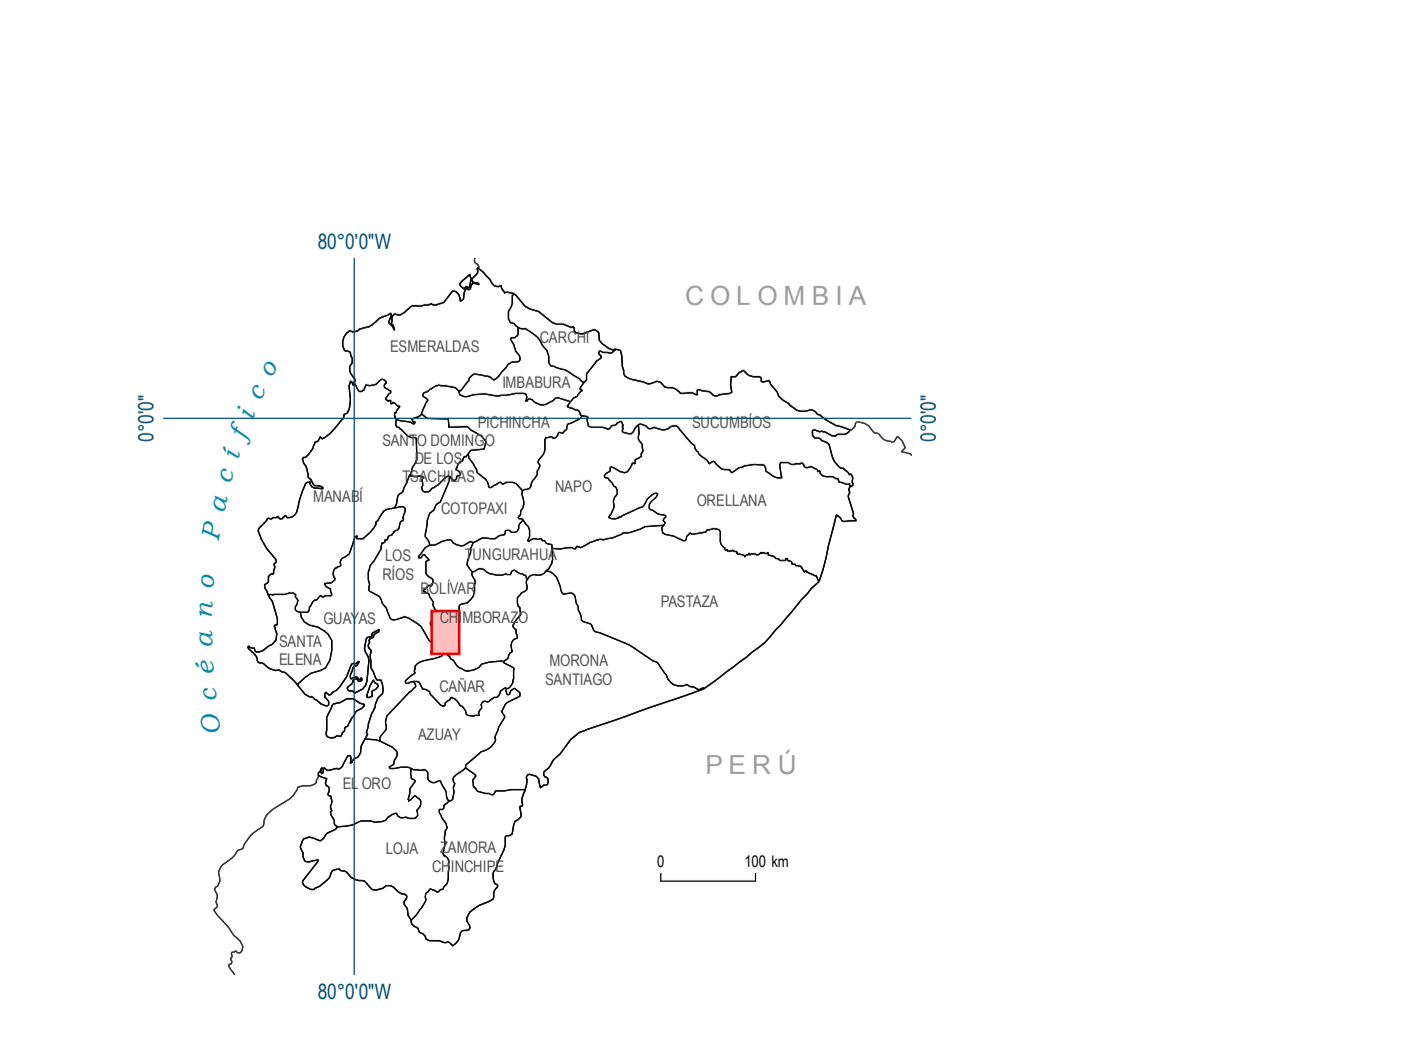 80°0'0"W
COLOMBIA
CARCHI
ESMERALDAS
IMBABURA
0°0'0"
0°0'0"
PICHINCHA
SUCUMBÍOS
SANTO DOMINGO
DE LOS
TSACHILAS
Océano Pacífico
MANABÍ
NAPO
ORELLANA
COTOPAXI
LOS
RÍOS
TUNGURAHUA
BOLÍVAR
PASTAZA
GUAYAS
CHIMBORAZO
SANTA
ELENA
MORONA
SANTIAGO
CAÑAR
AZUAY
PERÚ
EL ORO
LOJA
ZAMORA
CHINCHIPE
0 100 km
80°0'0"W